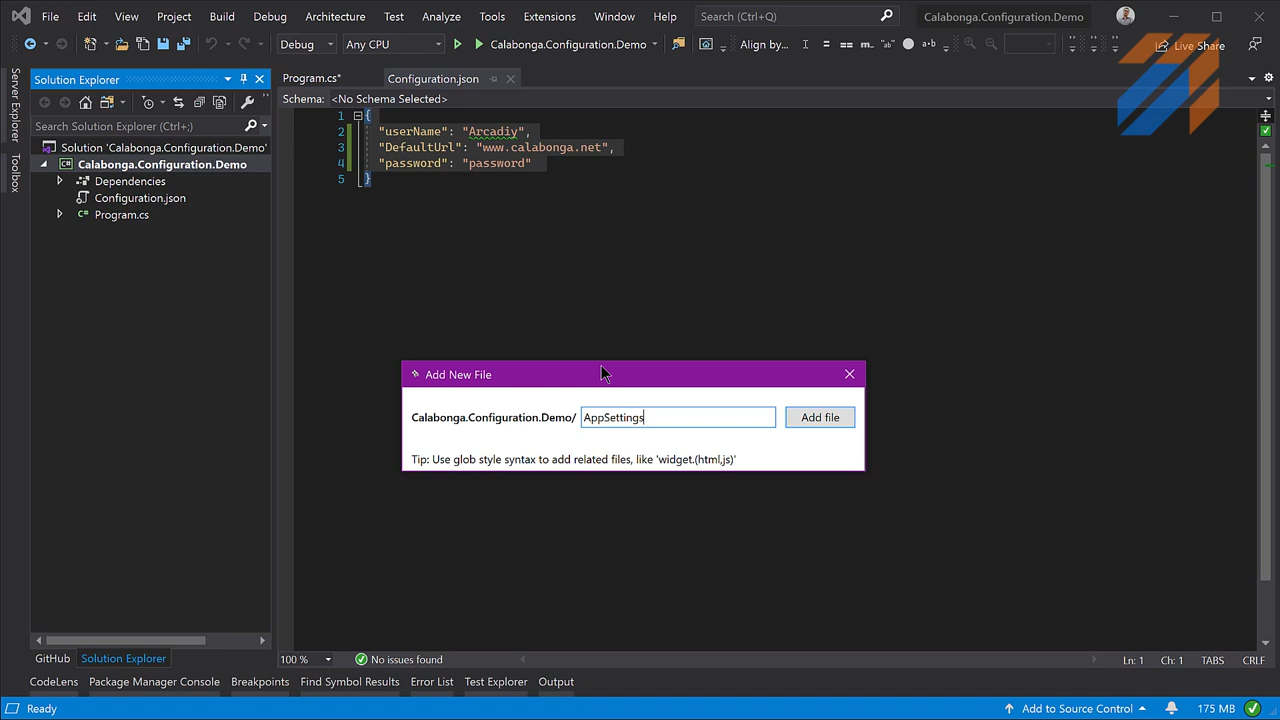 File Edit View Project Build Debug Architecture Test Analyze Tools Extensions Window Help Search (Ctrl+Q) Calabonga.Configuration.Demo
Debug Any CPU Calabonga.Configuration.Demo Align by... Live Share
Server Explorer
Toolbox
Solution Explorer
Search Solution Explorer (Ctrl+;)
Solution 'Calabonga.Configuration.Demo'
Calabonga.Configuration.Demo
Dependencies
Configuration.json
Program.cs
Program.cs* Configuration.json
Schema: <No Schema Selected>
1 {
2 "userName": "Arcadiy",
3 "DefaultUrl": "www.calabonga.net",
4 "password": "password"
5 }
Add New File
Calabonga.Configuration.Demo/ AppSettings Add file
Tip: Use glob style syntax to add related files, like 'widget.(html,js)'
GitHub Solution Explorer
100 % No issues found Ln: 1 Ch: 1 TABS CRLF
CodeLens Package Manager Console Breakpoints Find Symbol Results Error List Test Explorer Output
Ready Add to Source Control 175 MB